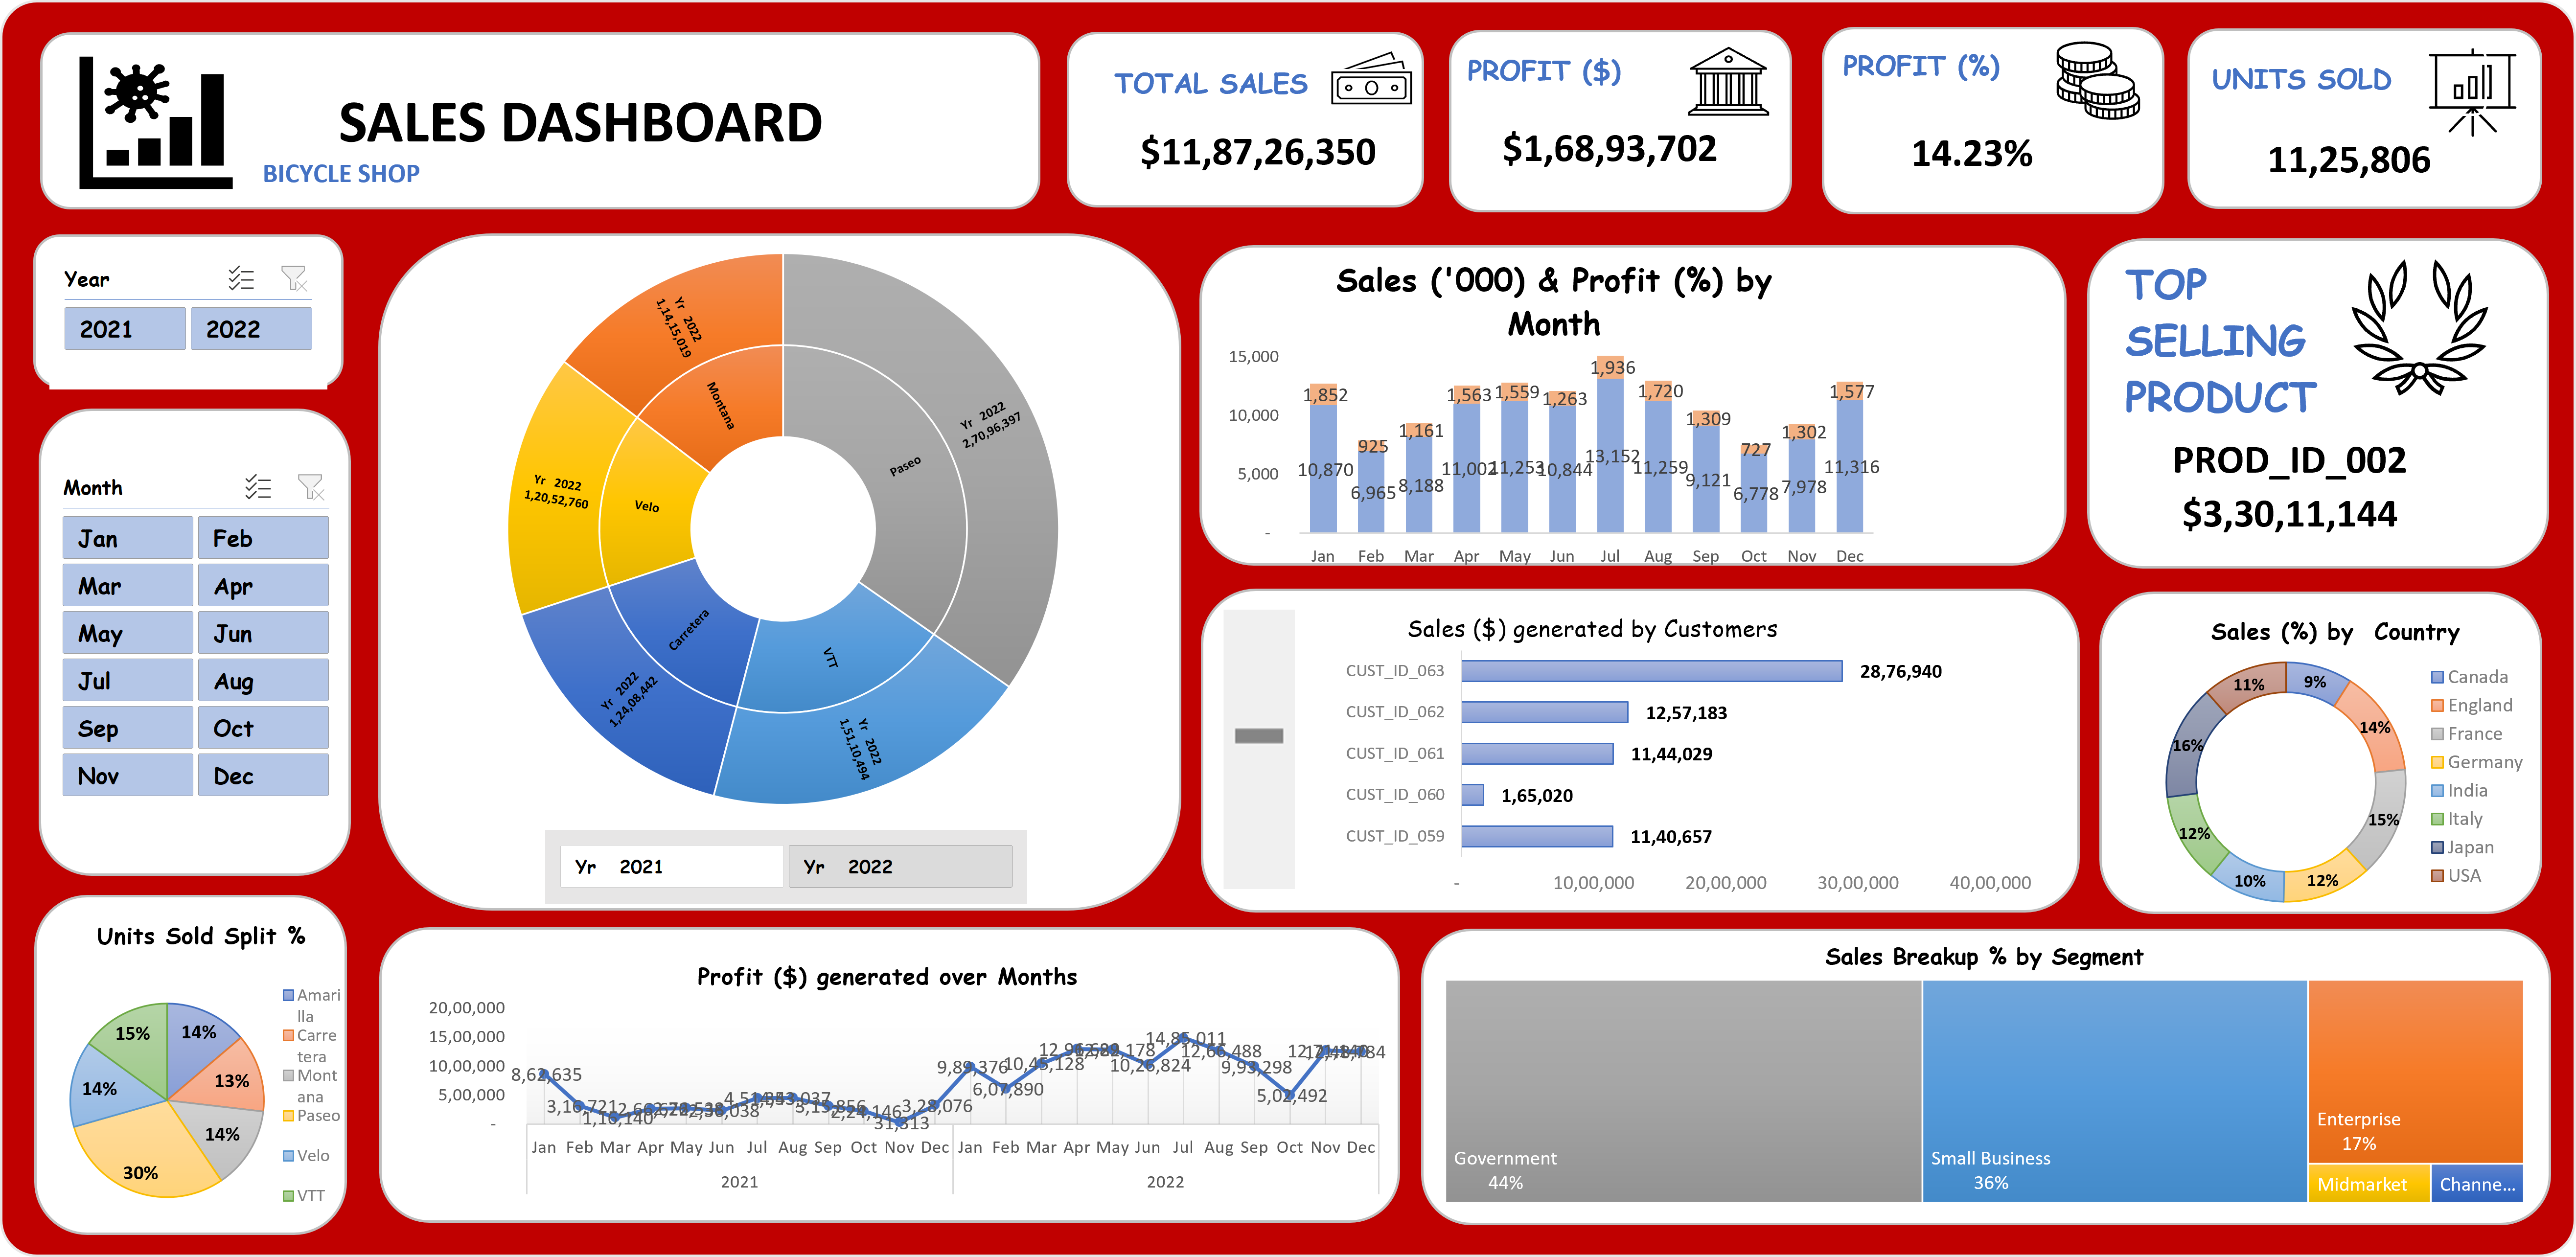 SALES DASHBOARD
BICYCLE SHOP
TOTAL SALES
$11,87,26,350
PROFIT ($)
$1,68,93,702
PROFIT (%)
14.23%
UNITS SOLD
11,25,806
Year
2021 2022
Month
Jan Feb
Mar Apr
May Jun
Jul Aug
Sep Oct
Nov Dec
Yr 2022
1,14,15,019
Montana
Yr 2022
2,70,96,397
Paseo
Yr 2022
1,20,52,760
Velo
Carretera
Yr 2022
1,24,08,442
VTT
Yr 2022
1,51,10,494
Yr 2021 Yr 2022
Sales ('000) & Profit (%) by
Month
15,000
10,000
5,000
-
1,852 925 1,161 1,563 1,559 1,263 1,936 1,720 1,309 727 1,302 1,577
10,870 6,965 8,188 11,002 11,253 10,844 13,152 11,259 9,121 6,778 7,978 11,316
Jan Feb Mar Apr May Jun Jul Aug Sep Oct Nov Dec
TOP
SELLING
PRODUCT
PROD_ID_002
$3,30,11,144
Sales ($) generated by Customers
CUST_ID_063 28,76,940
CUST_ID_062 12,57,183
CUST_ID_061 11,44,029
CUST_ID_060 1,65,020
CUST_ID_059 11,40,657
- 10,00,000 20,00,000 30,00,000 40,00,000
Sales (%) by Country
9%
14%
15%
12%
10%
12%
16%
11%
Canada
England
France
Germany
India
Italy
Japan
USA
Units Sold Split %
14%
13%
14%
30%
14%
15%
Amari
lla
Carre
tera
Mont
ana
Paseo
Velo
VTT
Profit ($) generated over Months
20,00,000
15,00,000
10,00,000
5,00,000
-
8,62,635
1,16,140
2,24,146
31,313
3,28,076
9,89,376
6,07,890
10,45,128
10,26,824
14,85,011
12,66,488
9,93,298
5,02,492
Jan Feb Mar Apr May Jun Jul Aug Sep Oct Nov Dec Jan Feb Mar Apr May Jun Jul Aug Sep Oct Nov Dec
2021 2022
Sales Breakup % by Segment
Government
44%
Small Business
36%
Enterprise
17%
Midmarket
Channe...